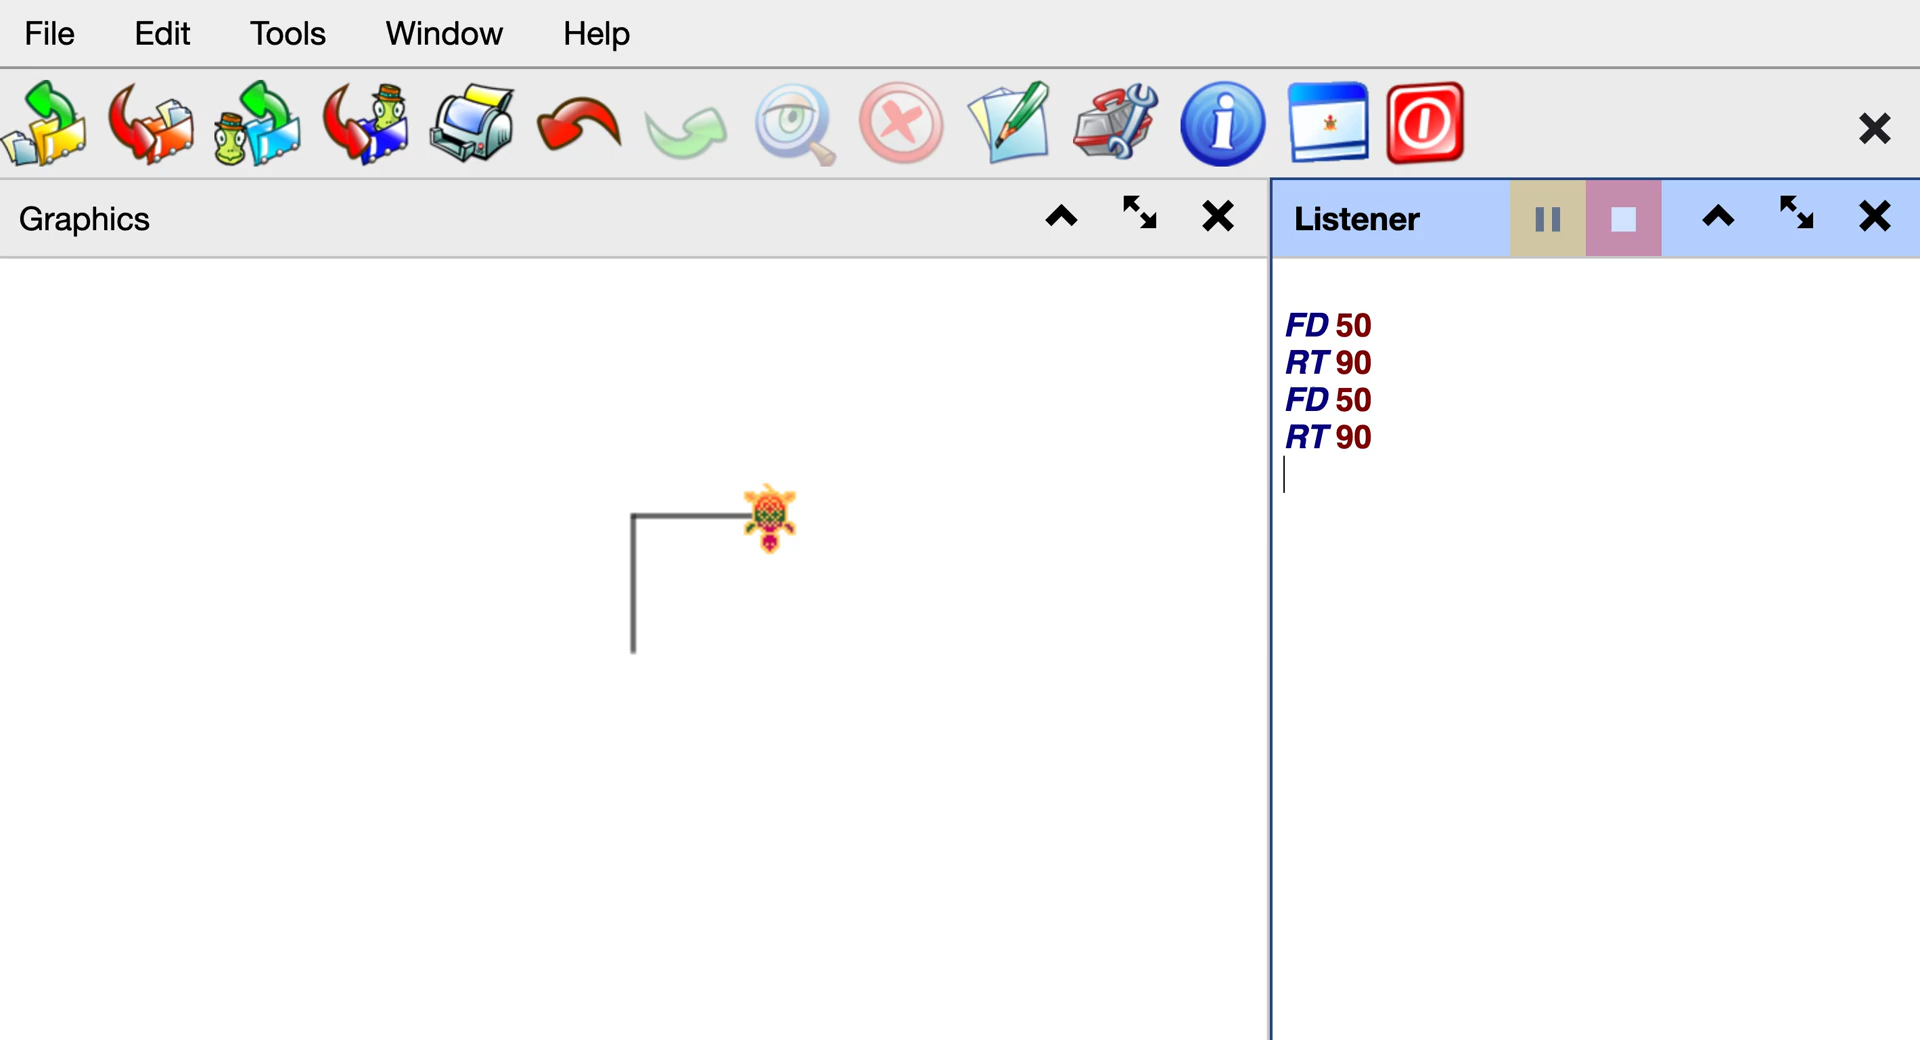 File Edit Tools Window Help
Graphics
Listener
FD 50
RT 90
FD 50
RT 90